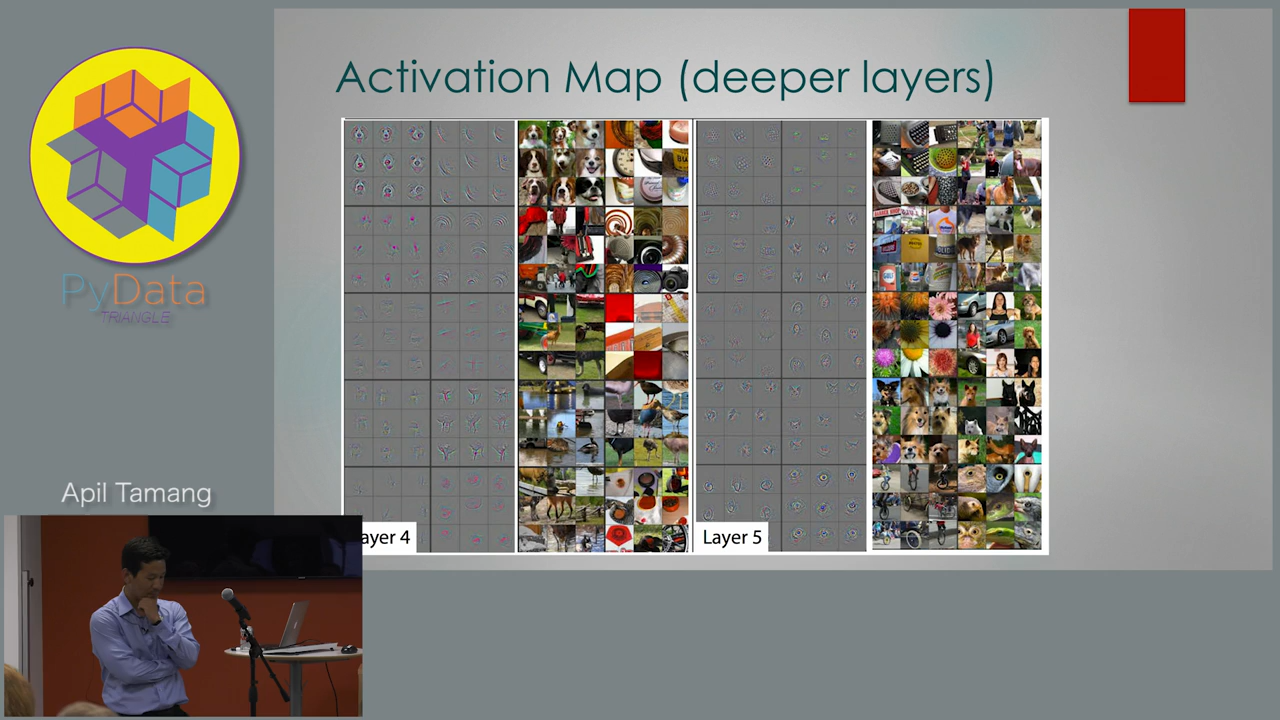 Activation Map (deeper layers)
PyData
TRIANGLE
Apil Tamang
ayer 4
Layer 5